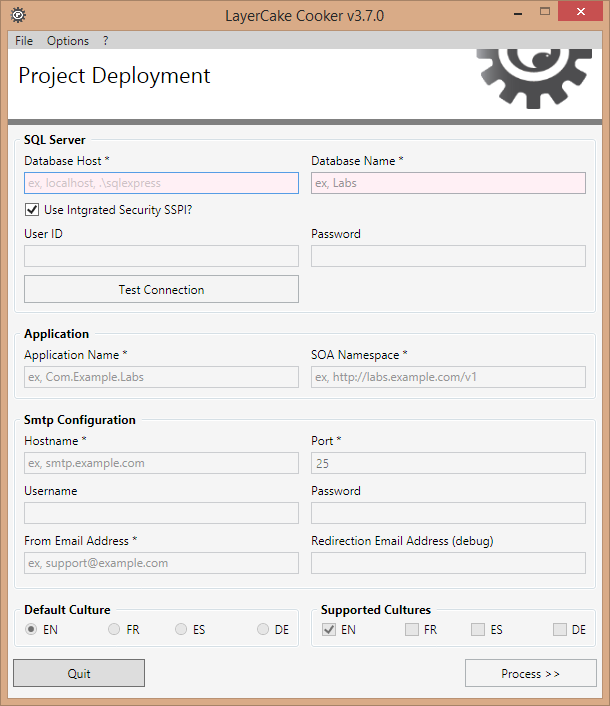 LayerCake Cooker v3.7.0
File Options ?
Project Deployment
SQL Server
Database Host * Database Name *
ex, localhost, .\sqlexpress ex, Labs
Use Intgrated Security SSPI?
User ID Password
Test Connection
Application
Application Name * SOA Namespace *
ex, Com.Example.Labs ex, http://labs.example.com/v1
Smtp Configuration
Hostname * Port *
ex, smtp.example.com 25
Username Password
From Email Address * Redirection Email Address (debug)
ex, support@example.com
Default Culture Supported Cultures
EN FR ES DE EN FR ES DE
Quit Process >>